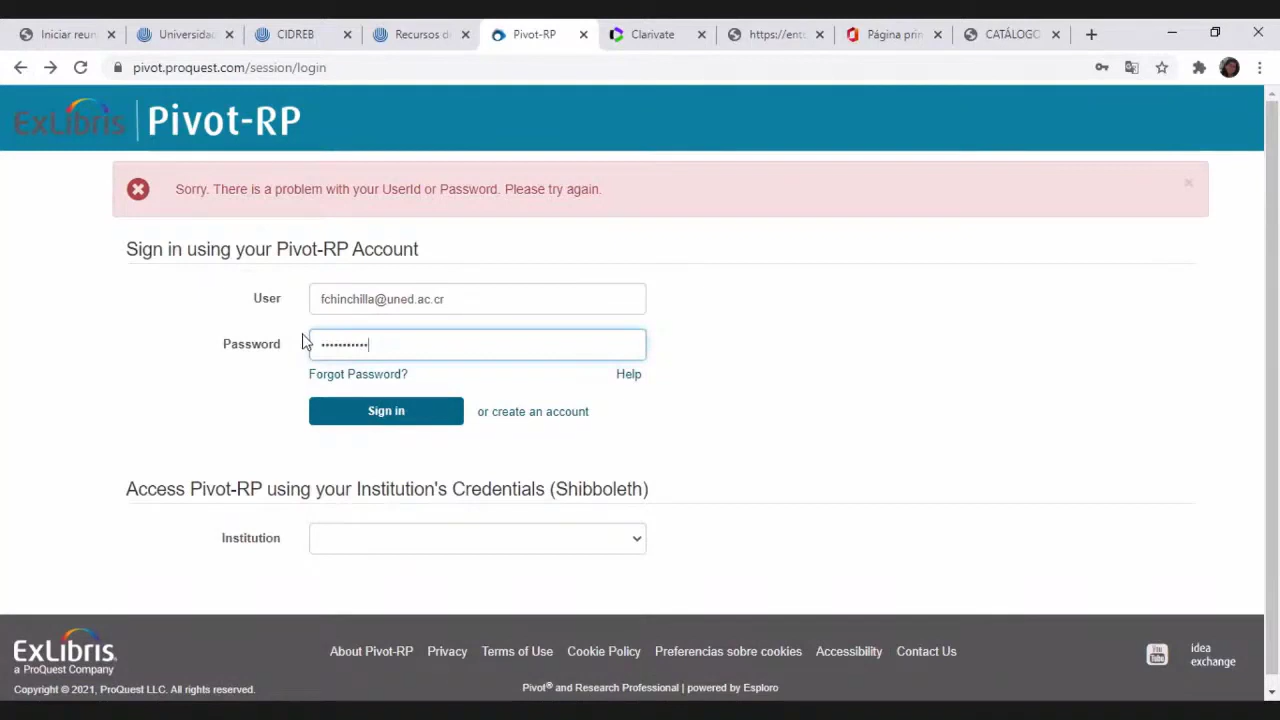 Iniciar reun
Universidad
CIDREB
Recursos d
Pivot-RP
Clarivate
https://ent
Página prin
CATÁLOGO
pivot.proquest.com/session/login
ExLibris Pivot-RP
Sorry. There is a problem with your UserId or Password. Please try again.
Sign in using your Pivot-RP Account
User fchinchilla@uned.ac.cr
Password •••••••••••
Forgot Password? Help
Sign in or create an account
Access Pivot-RP using your Institution's Credentials (Shibboleth)
Institution
ExLibris
a ProQuest Company
About Pivot-RP Privacy Terms of Use Cookie Policy Preferencias sobre cookies Accessibility Contact Us
You Tube
idea
exchange
Copyright © 2021, ProQuest LLC. All rights reserved.
Pivot® and Research Professional | powered by Esploro